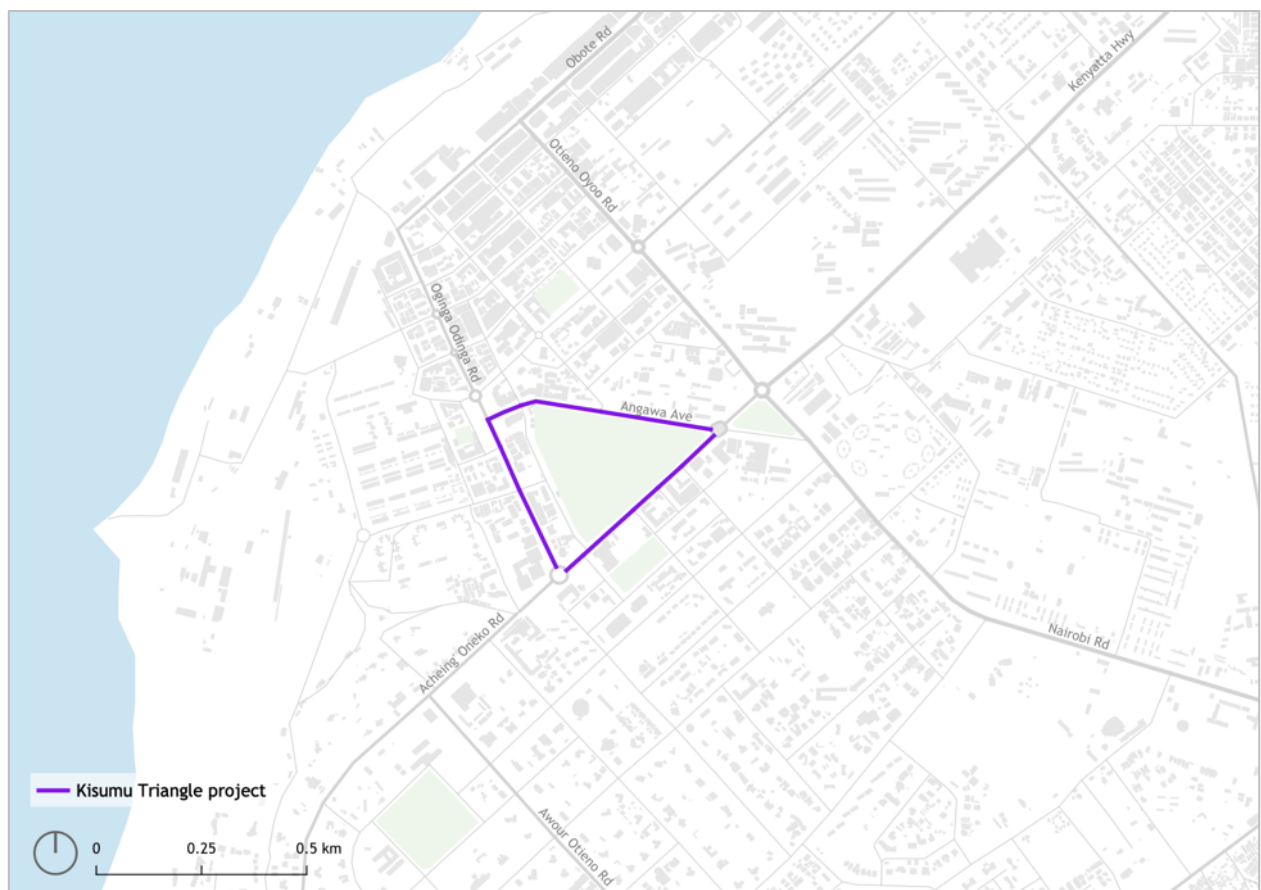 Obote Rd
Kenyatta Hwy
Otieno Oyoo Rd
Oginga Odinga Rd
Angawa Ave
Acheing' Oneko Rd
Nairobi Rd
Awour Otieno Rd
Kisumu Triangle project
0 0.25 0.5 km